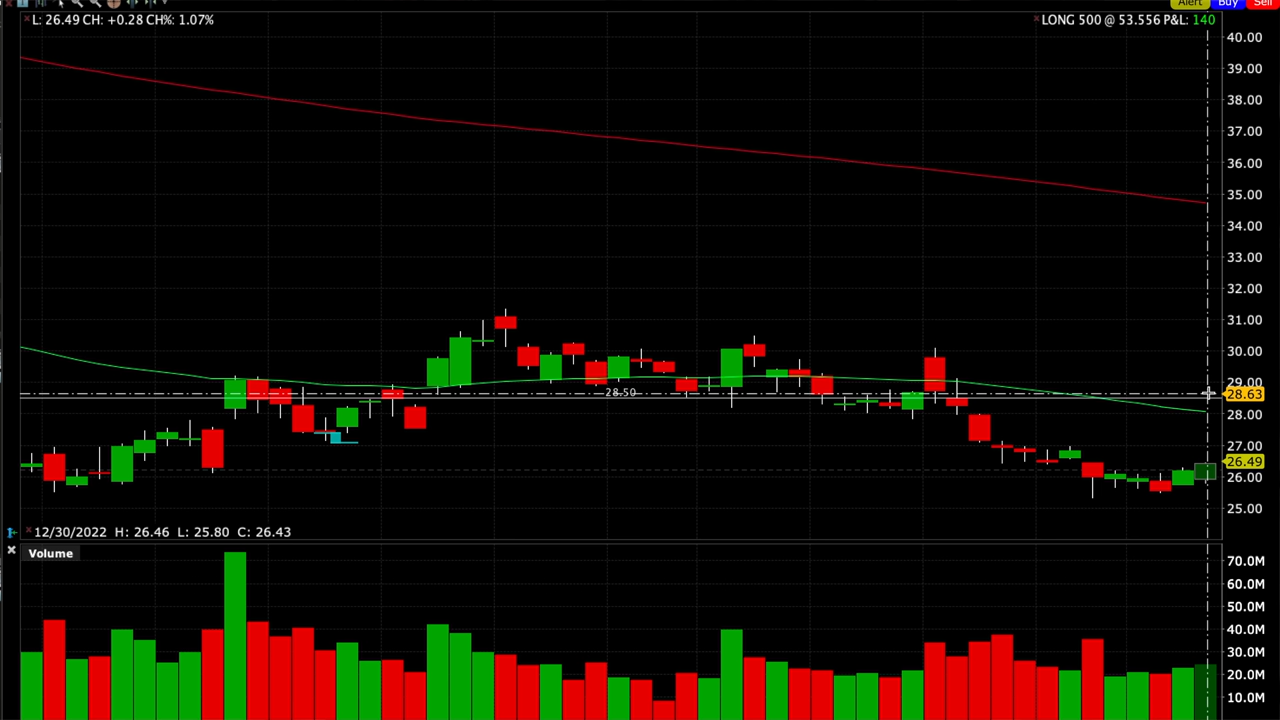 Alert Buy Sell
L: 26.49 CH: +0.28 CH%: 1.07%
LONG 500 @ 53.556 P&L: 140
40.00
39.00
38.00
37.00
36.00
35.00
34.00
33.00
32.00
31.00
30.00
29.00
28.50
28.63
28.00
27.00
26.49
26.00
25.00
12/30/2022 H: 26.46 L: 25.80 C: 26.43
Volume
70.0M
60.0M
50.0M
40.0M
30.0M
20.0M
10.0M